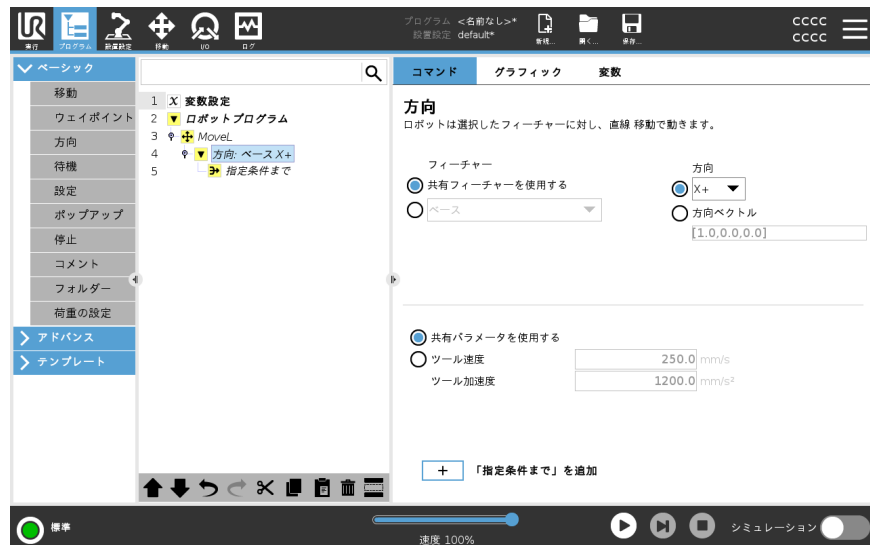 UR
実行
プログラム
設置設定
移動
I/O
ログ
プログラム <名前なし>*
設置設定 default*
新規...
開く...
保存...
cccc
cccc
ベーシック
移動
ウェイポイント
方向
待機
設定
ポップアップ
停止
コメント
フォルダー
荷重の設定
アドバンス
テンプレート
1 X 変数設定
2 ロボットプログラム
3 MoveL
4 方向: ベース X+
5 指定条件まで
コマンド グラフィック 変数
方向
ロボットは選択したフィーチャーに対し、直線 移動で動きます。
フィーチャー
共有フィーチャーを使用する
ベース
方向
X+
方向ベクトル
[1.0,0.0,0.0]
共有パラメータを使用する
ツール速度 250.0 mm/s
ツール加速度 1200.0 mm/s²
+ 「指定条件まで」を追加
標準
速度 100%
シミュレーション